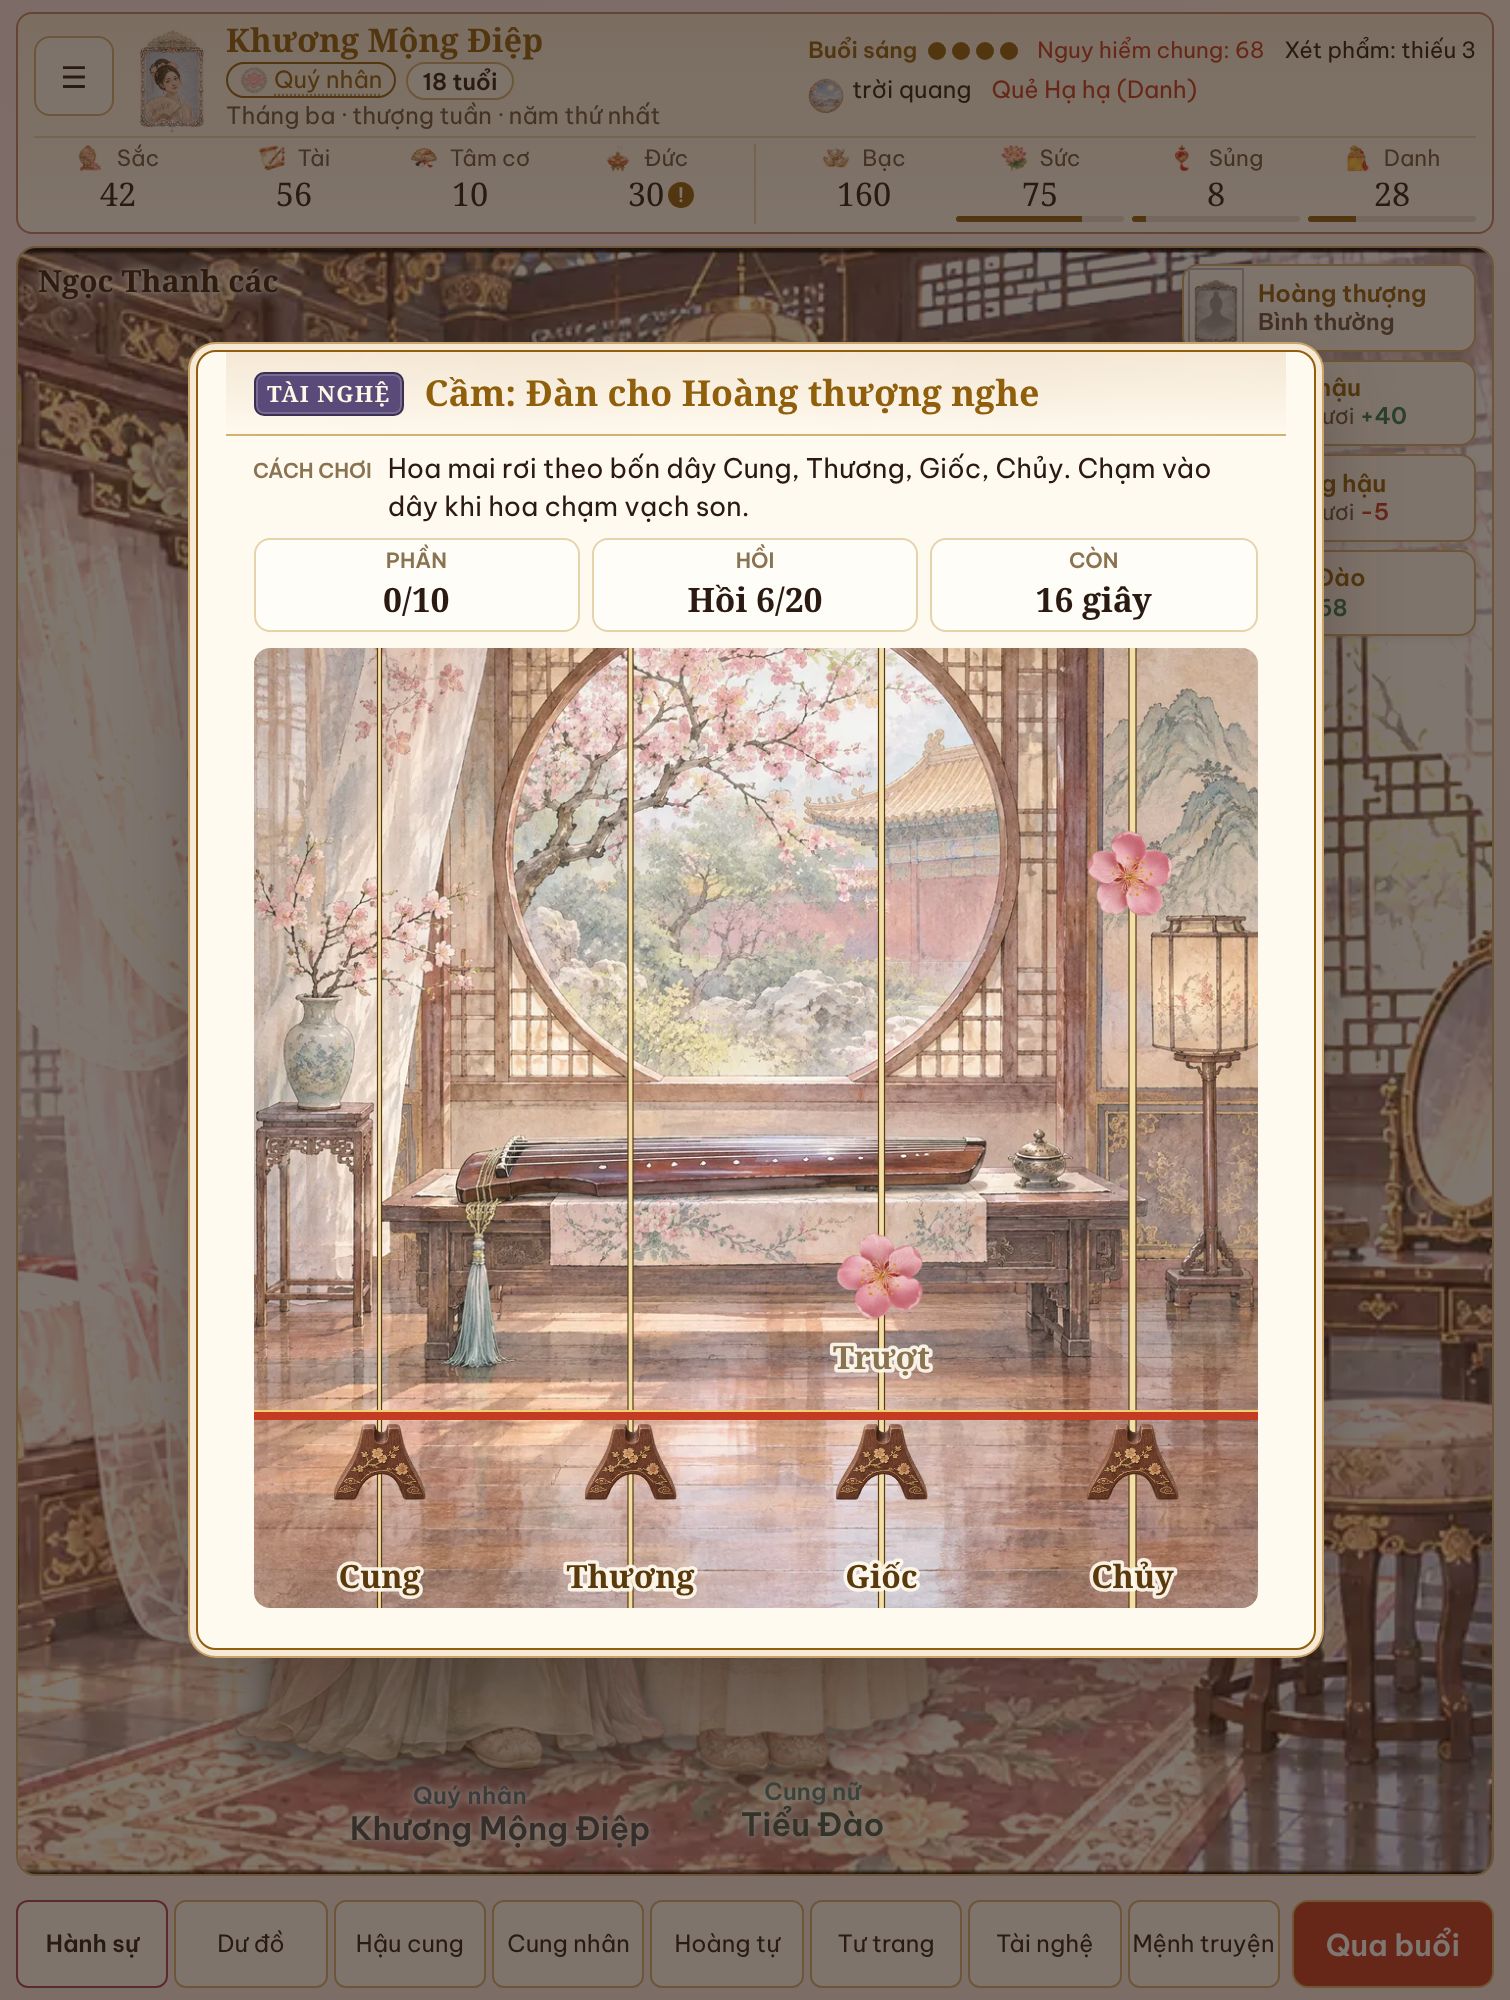 Khương Mộng Điệp
Quý nhân
18 tuổi
Tháng ba · thượng tuần · năm thứ nhất
Buổi sáng
Nguy hiểm chung: 68
Xét phẩm: thiếu 3
trời quang
Quẻ Hạ hạ (Danh)
Sắc
42
Tài
56
Tâm cơ
10
Đức
30
!
Bạc
160
Sức
75
Sủng
8
Danh
28
Ngọc Thanh các
Hoàng thượng
Bình thường
+40
hậu
-5
Đào
68
TÀI NGHỆ
Cầm: Đàn cho Hoàng thượng nghe
CÁCH CHƠI
Hoa mai rơi theo bốn dây Cung, Thương, Giốc, Chủy. Chạm vào
dây khi hoa chạm vạch son.
PHẦN
0/10
HỒI
Hồi 6/20
CÒN
16 giây
Trượt
Cung
Thương
Giốc
Chủy
Quý nhân
Khương Mộng Điệp
Cung nữ
Tiểu Đào
Hành sự
Dư đồ
Hậu cung
Cung nhân
Hoàng tự
Tư trang
Tài nghệ
Mệnh truyện
Qua buổi